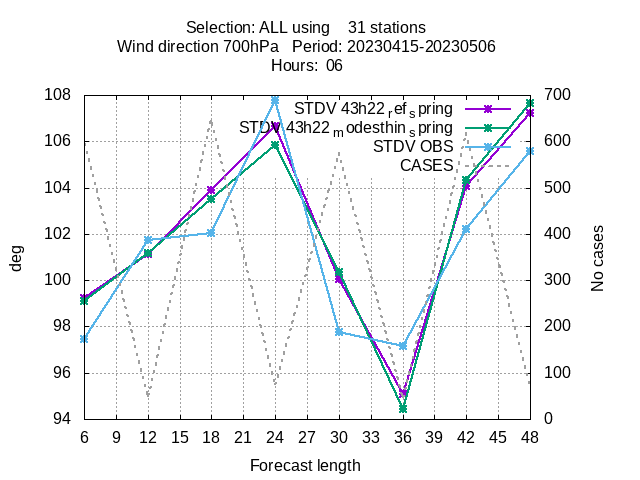 Selection: ALL using    31 stations
Wind direction 700hPa   Period: 20230415-20230506
Hours:  06
STDV 43h22_ref_spring
STDV 43h22_modesthin_spring
STDV OBS
CASES
108
106
104
102
100
98
96
94
deg
700
600
500
400
300
200
100
0
No cases
6 9 12 15 18 21 24 27 30 33 36 39 42 45 48
Forecast length